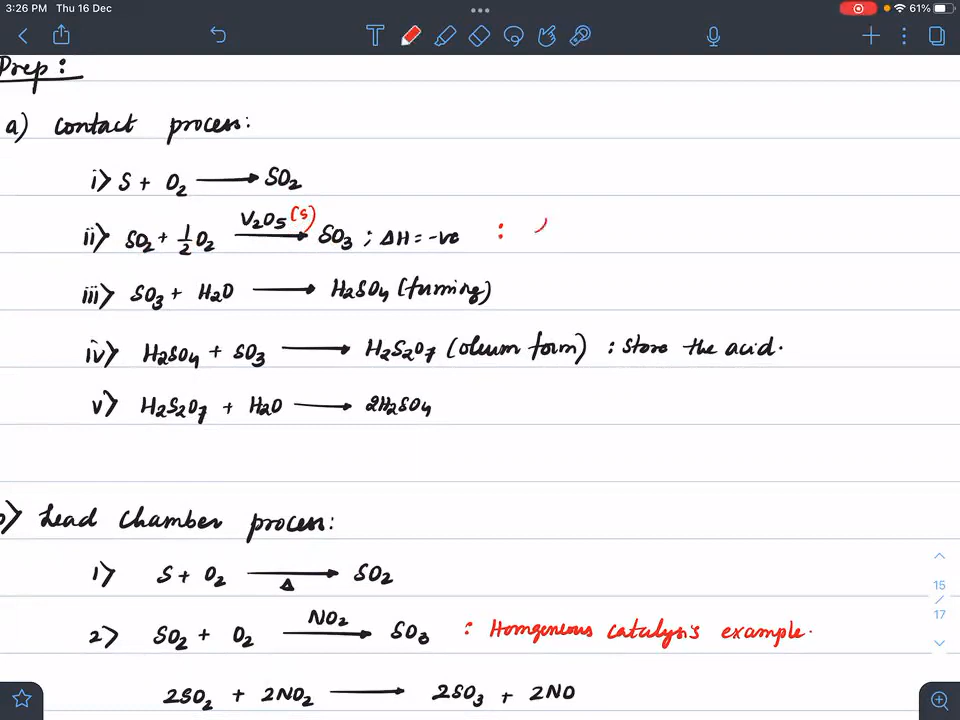 3:26 PM Thu 16 Dec
61%
Prep :
a) Contact process:
i) S + O2 ⟶ SO2
ii) SO2 + 1/2 O2 ⟶ V2O5 (s) SO3 ; ΔH = -ve :
iii) SO3 + H2O ⟶ H2SO4 (fuming)
iv) H2SO4 + SO3 ⟶ H2S2O7 (oleum form) : Store the acid.
v) H2S2O7 + H2O ⟶ 2H2SO4
b) Lead Chamber process:
1) S + O2 ⟶ Δ SO2
2) SO2 + O2 ⟶ NO2 SO3 : Homgeneous catalysis example.
2SO2 + 2NO2 ⟶ 2SO3 + 2NO
15
/
17